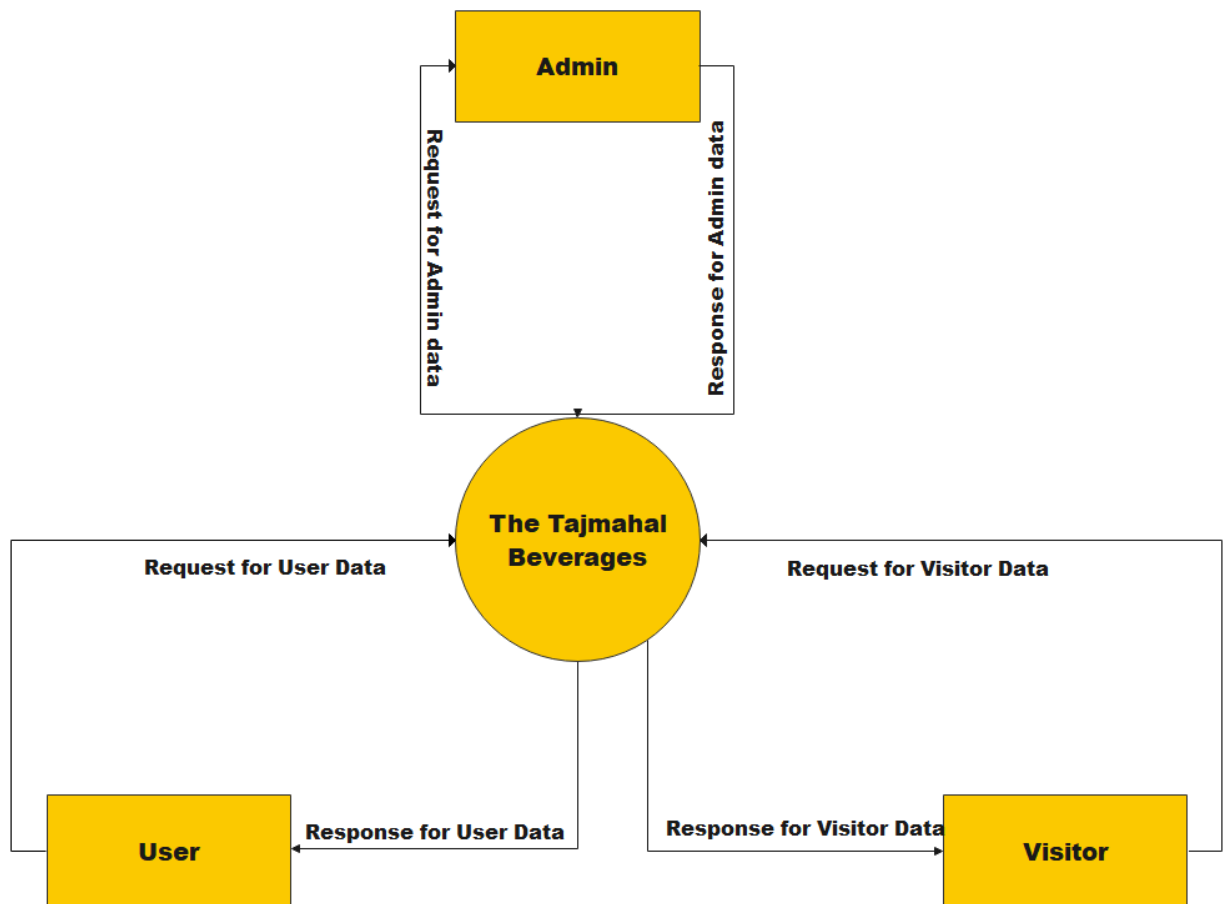 Admin
Request for Admin data
Response for Admin data
The Tajmahal
Beverages
Request for User Data
Request for Visitor Data
Response for User Data
Response for Visitor Data
User
Visitor